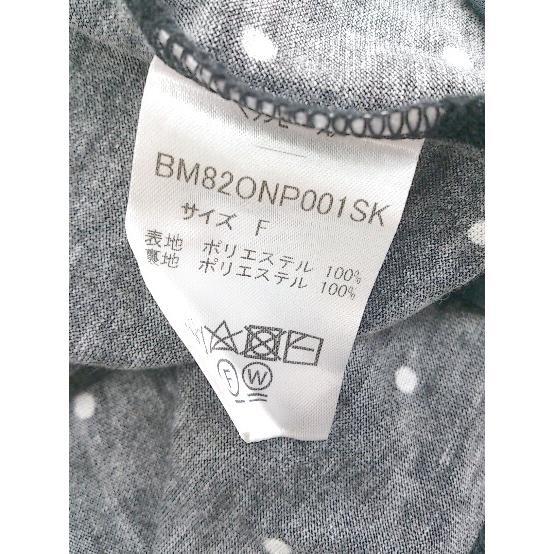 BM82ONP001SK
サイズ F
表地 ポリエステル 100%
裏地 ポリエステル 100%
F W